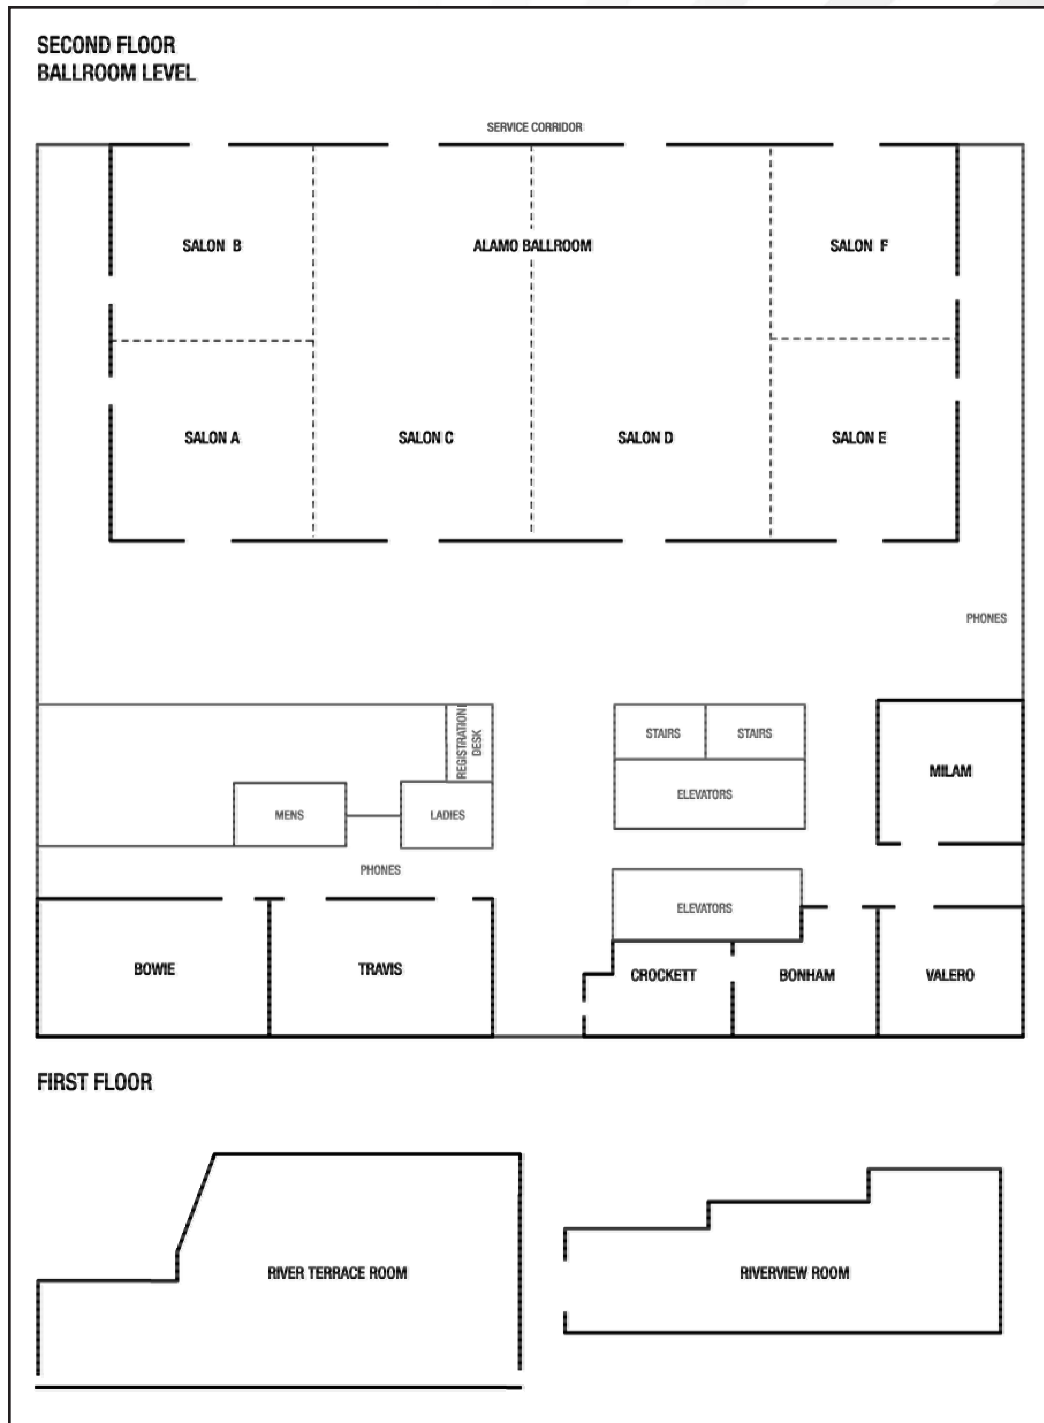 SECOND FLOOR
BALLROOM LEVEL
SERVICE CORRIDOR
SALON B
ALAMO BALLROOM
SALON F
SALON A
SALON C
SALON D
SALON E
PHONES
REGISTRATION
DESK
STAIRS
STAIRS
MILAM
ELEVATORS
MENS
LADIES
PHONES
ELEVATORS
BOWIE
TRAVIS
CROCKETT
BONHAM
VALERO
FIRST FLOOR
RIVER TERRACE ROOM
RIVERVIEW ROOM